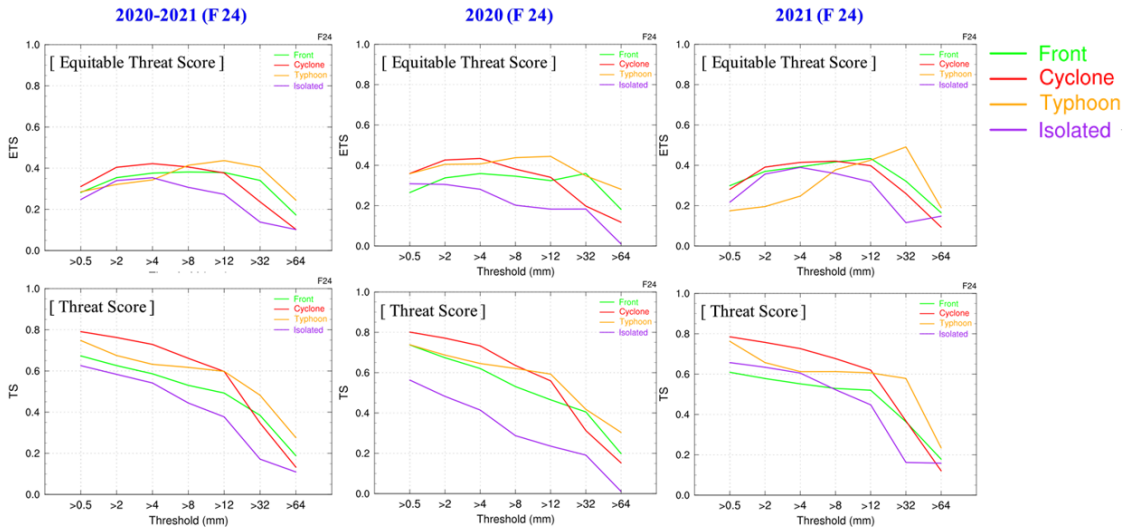 2020-2021 (F 24)
2020 (F 24)
2021 (F 24)
F24
[ Equitable Threat Score ]
Front
Cyclone
Typhoon
Isolated
1.0
0.8
0.6
0.4
0.2
0.0
ETS
>0.5 >2 >4 >8 >12 >32 >64
F24
[ Equitable Threat Score ]
Front
Cyclone
Typhoon
Isolated
1.0
0.8
0.6
0.4
0.2
0.0
ETS
>0.5 >2 >4 >8 >12 >32 >64
Threshold (mm)
F24
[ Equitable Threat Score ]
Front
Cyclone
Typhoon
Isolated
1.0
0.8
0.6
0.4
0.2
0.0
ETS
>0.5 >2 >4 >8 >12 >32 >64
Threshold (mm)
Front
Cyclone
Typhoon
Isolated
F24
[ Threat Score ]
Front
Cyclone
Typhoon
Isolated
1.0
0.8
0.6
0.4
0.2
0.0
TS
>0.5 >2 >4 >8 >12 >32 >64
Threshold (mm)
F24
[ Threat Score ]
Front
Cyclone
Typhoon
Isolated
1.0
0.8
0.6
0.4
0.2
0.0
TS
>0.5 >2 >4 >8 >12 >32 >64
Threshold (mm)
F24
[ Threat Score ]
Front
Cyclone
Typhoon
Isolated
1.0
0.8
0.6
0.4
0.2
0.0
TS
>0.5 >2 >4 >8 >12 >32 >64
Threshold (mm)